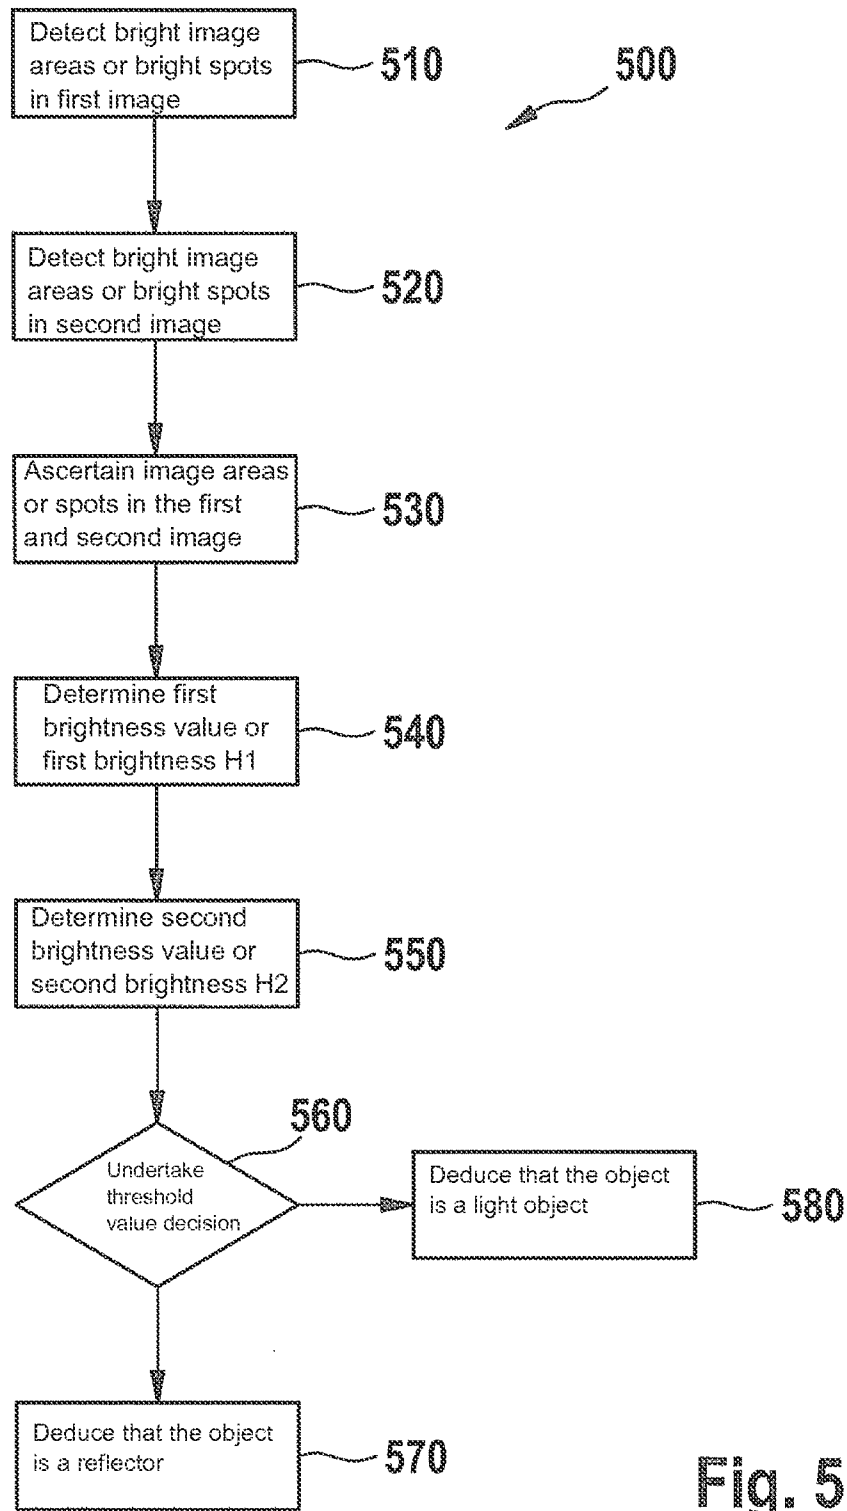 Detect bright image
areas or bright spots
in first image
510
500
Detect bright image
areas or bright spots
in second image
520
Ascertain image areas
or spots in the first
and second image
530
Determine first
brightness value or
first brightness H1
540
Determine second
brightness value or
second brightness H2
550
560
Undertake
threshold
value decision
Deduce that the object
is a light object
580
Deduce that the object
is a reflector
570
Fig. 5